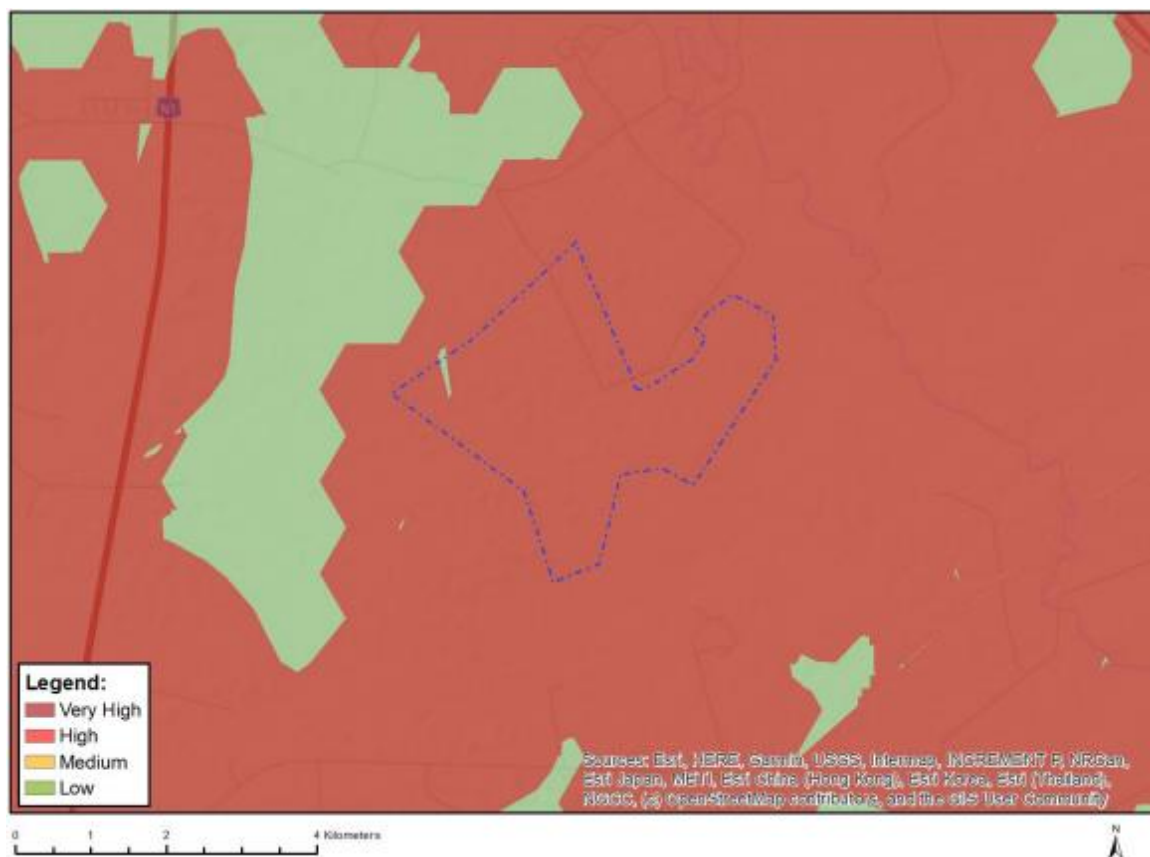 N1
Legend:
Very High
High
Medium
Low
Sources: Esri, HERE, Garmin, USGS, Intermap, INCREMENT P, NRCan,
Esri Japan, METI, Esri China (Hong Kong), Esri Korea, Esri (Thailand),
NGCC, (c) OpenStreetMap contributors, and the GIS User Community
0 1 2 4 Kilometers
N